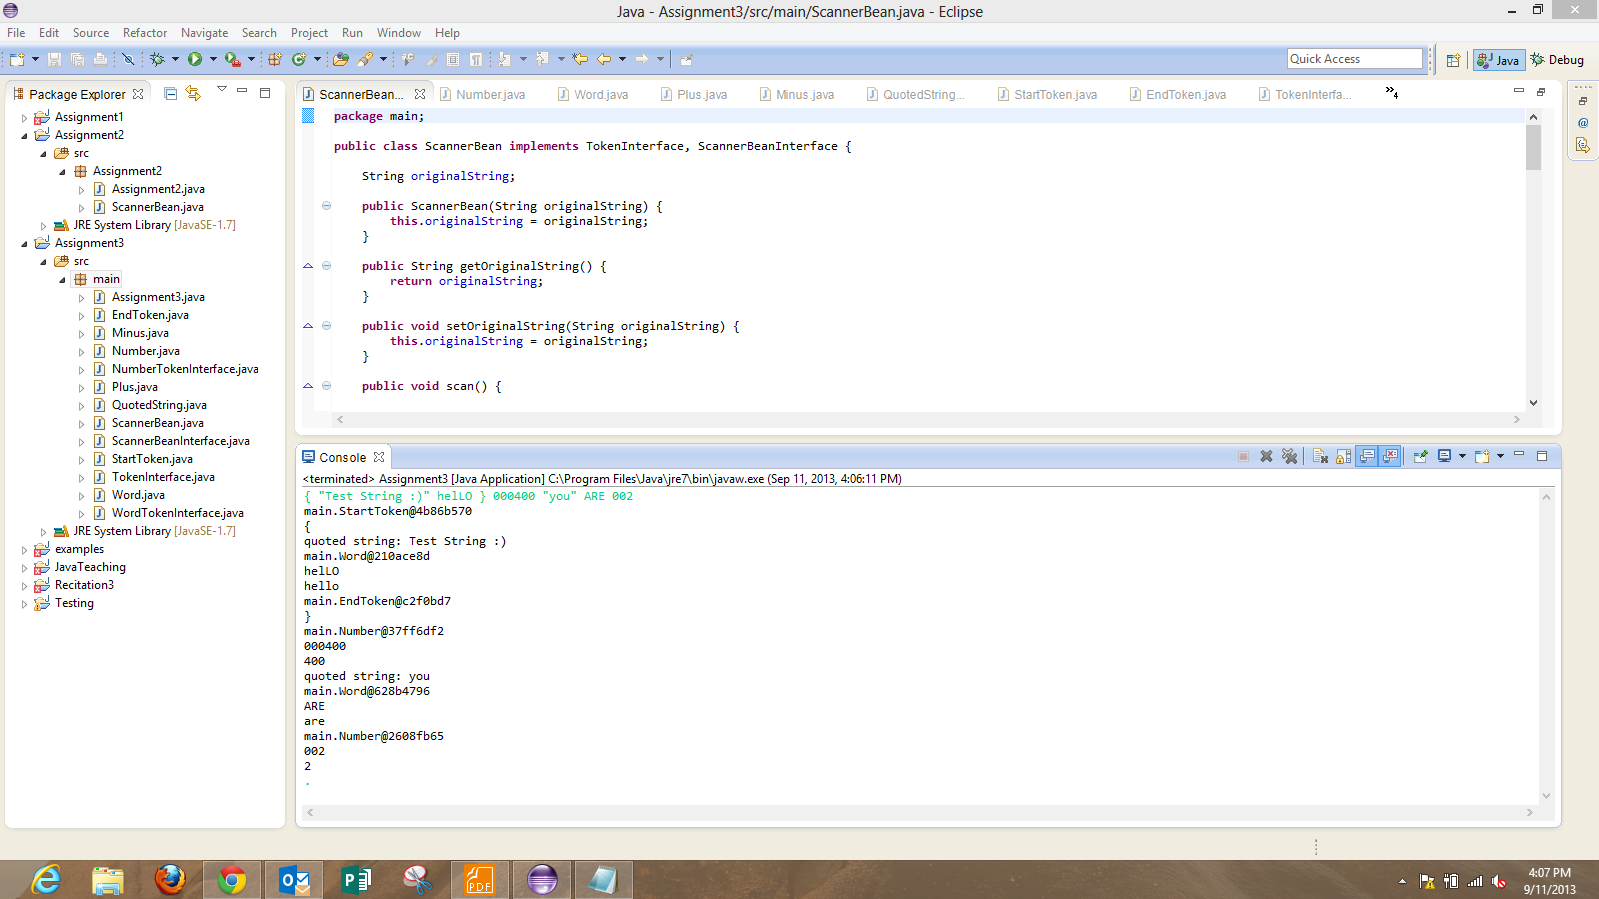 Java - Assignment3/src/main/ScannerBean.java - Eclipse
File Edit Source Refactor Navigate Search Project Run Window Help
Quick Access
Java
Debug
Package Explorer
Assignment1
Assignment2
src
Assignment2
Assignment2.java
ScannerBean.java
JRE System Library [JavaSE-1.7]
Assignment3
src
main
Assignment3.java
EndToken.java
Minus.java
Number.java
NumberTokenInterface.java
Plus.java
QuotedString.java
ScannerBean.java
ScannerBeanInterface.java
StartToken.java
TokenInterface.java
Word.java
WordTokenInterface.java
JRE System Library [JavaSE-1.7]
examples
JavaTeaching
Recitation3
Testing
ScannerBean... Number.java Word.java Plus.java Minus.java QuotedString... StartToken.java EndToken.java TokenInterfa... »4
package main;
public class ScannerBean implements TokenInterface, ScannerBeanInterface {
String originalString;
public ScannerBean(String originalString) {
this.originalString = originalString;
}
public String getOriginalString() {
return originalString;
}
public void setOriginalString(String originalString) {
this.originalString = originalString;
}
public void scan() {
Console
<terminated> Assignment3 [Java Application] C:\Program Files\Java\jre7\bin\javaw.exe (Sep 11, 2013, 4:06:11 PM)
{ "Test String :)" helLO } 000400 "you" ARE 002
main.StartToken@4b86b570
{
quoted string: Test String :)
main.Word@210ace8d
helLO
hello
main.EndToken@c2f0bd7
}
main.Number@37ff6df2
000400
400
quoted string: you
main.Word@628b4796
ARE
are
main.Number@2608fb65
002
2
.
PDF
4:07 PM
9/11/2013